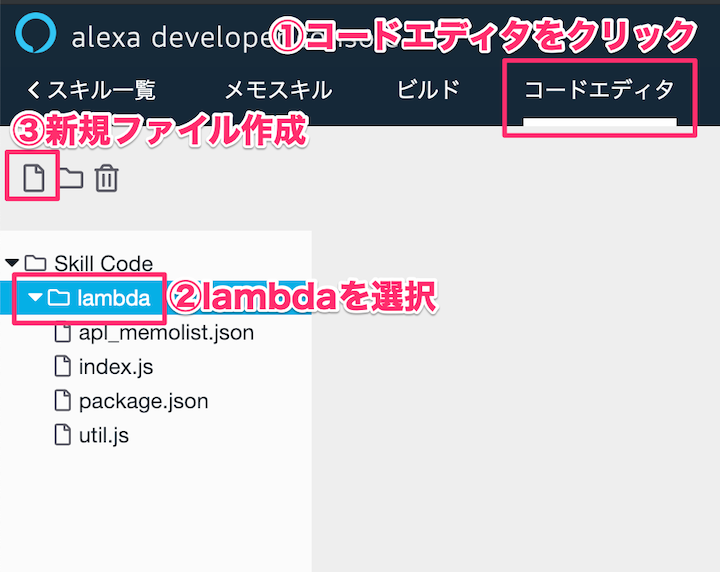 alexa developer console
①コードエディタをクリック
スキル一覧 メモスキル ビルド コードエディタ
③新規ファイル作成
Skill Code
lambda
②lambdaを選択
apl_memolist.json
index.js
package.json
util.js